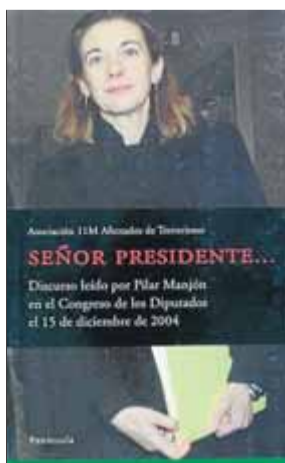 Asociación 11M Afectados de Terrorismo
SEÑOR PRESIDENTE...
Discurso leído por Pilar Manjón
en el Congreso de los Diputados
el 15 de diciembre de 2004
Península